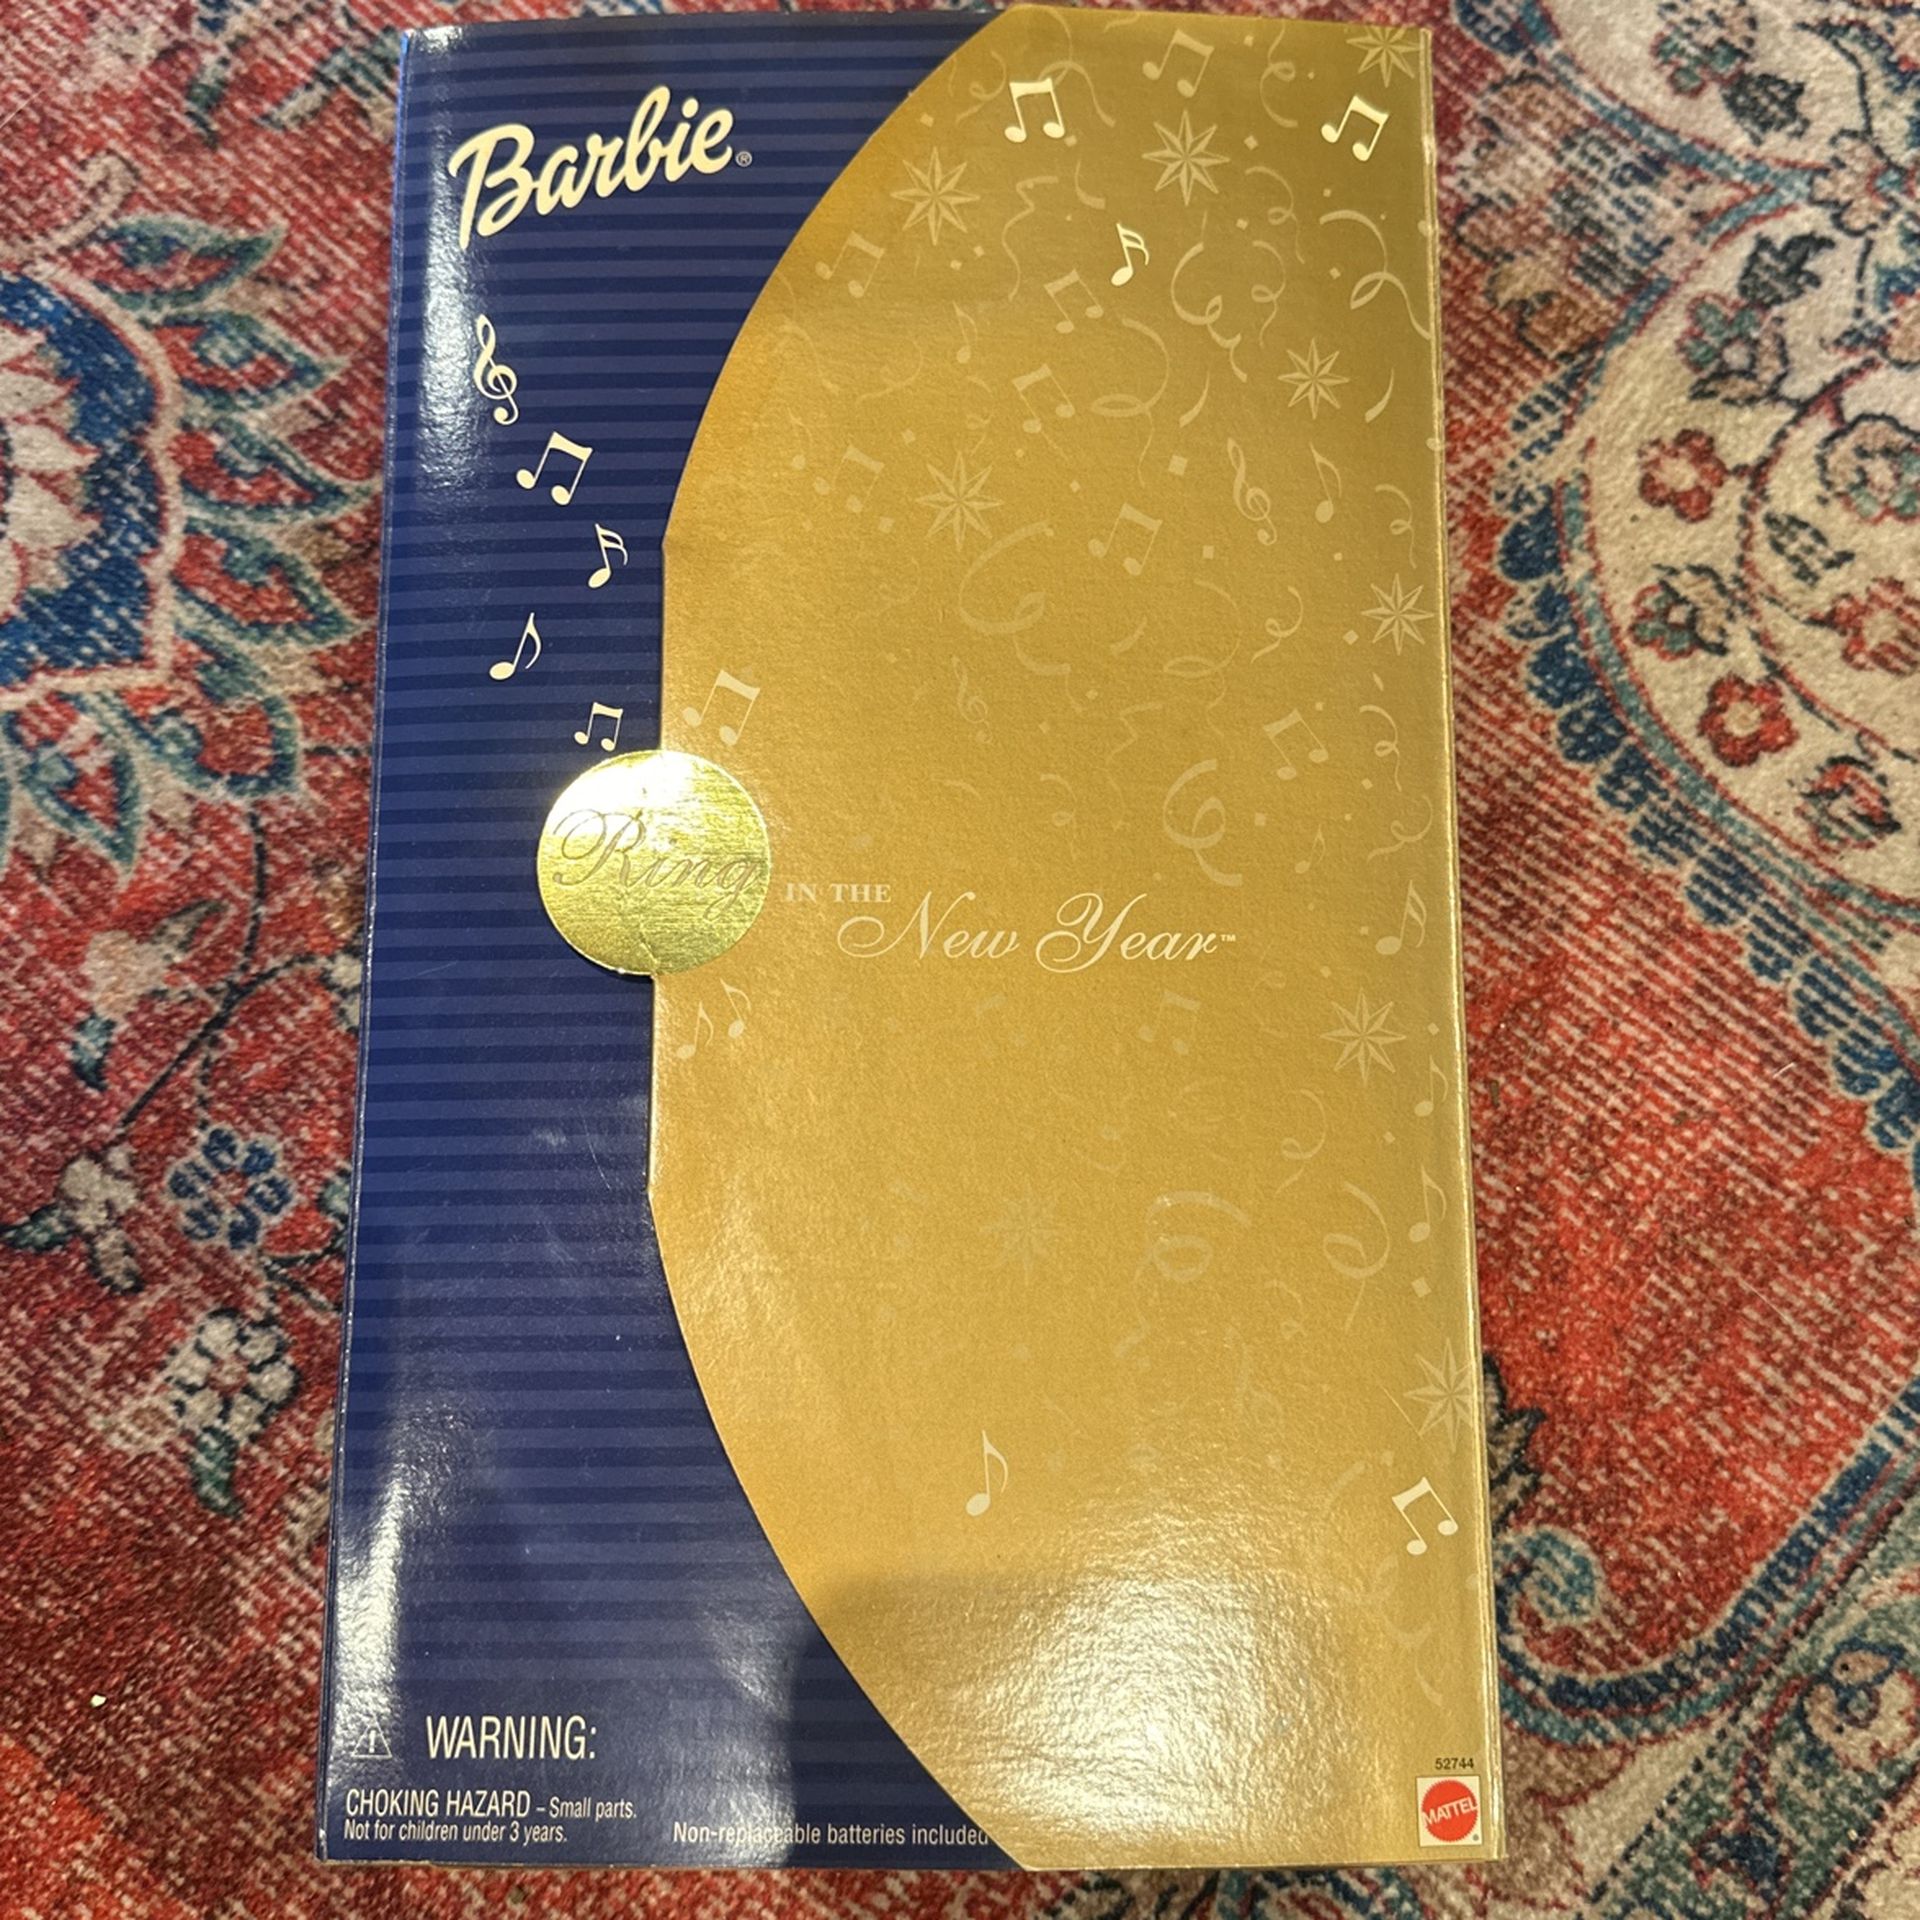 Barbie®
Ring IN THE
New Year™
WARNING:
CHOKING HAZARD – Small parts.
Not for children under 3 years.
Non-replaceable batteries included
52744
MATTEL